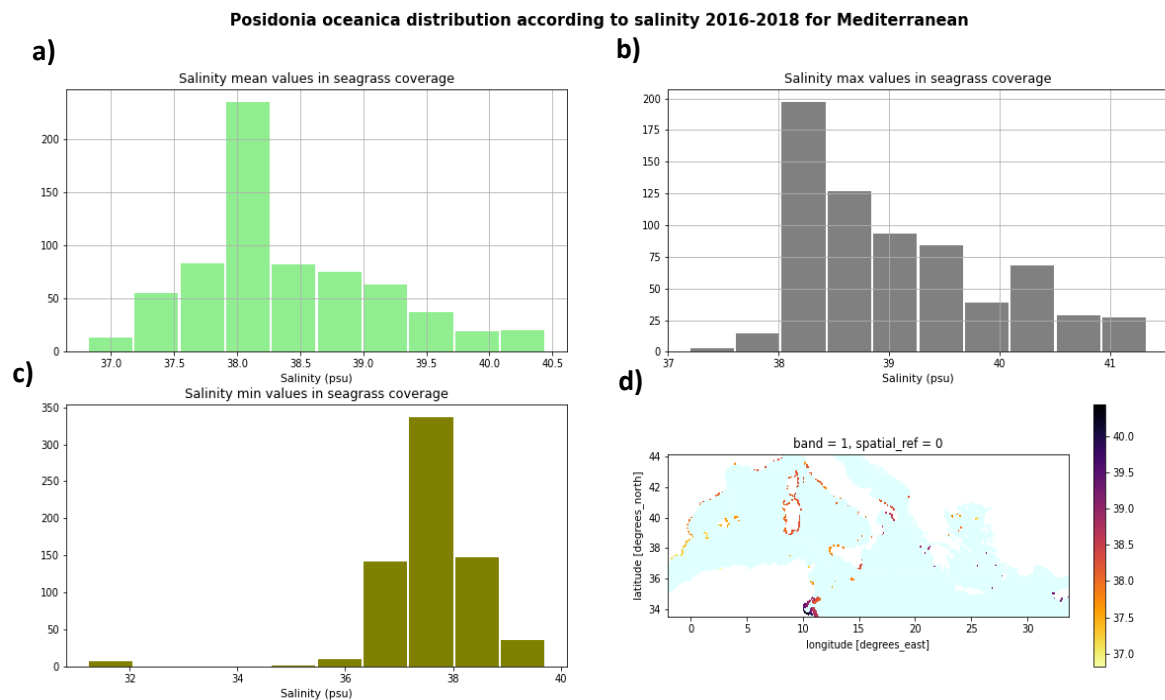 Posidonia oceanica distribution according to salinity 2016-2018 for Mediterranean
a)
Salinity mean values in seagrass coverage
200
150
100
50
0
37.0 37.5 38.0 38.5 39.0 39.5 40.0 40.5
Salinity (psu)
b)
Salinity max values in seagrass coverage
200
175
150
125
100
75
50
25
0
37 38 39 40 41
Salinity (psu)
c)
Salinity min values in seagrass coverage
350
300
250
200
150
100
50
0
32 34 36 38 40
Salinity (psu)
d)
band = 1, spatial_ref = 0
latitude [degrees_north]
44
42
40
38
36
34
0 5 10 15 20 25 30
longitude [degrees_east]
40.0
39.5
39.0
38.5
38.0
37.5
37.0